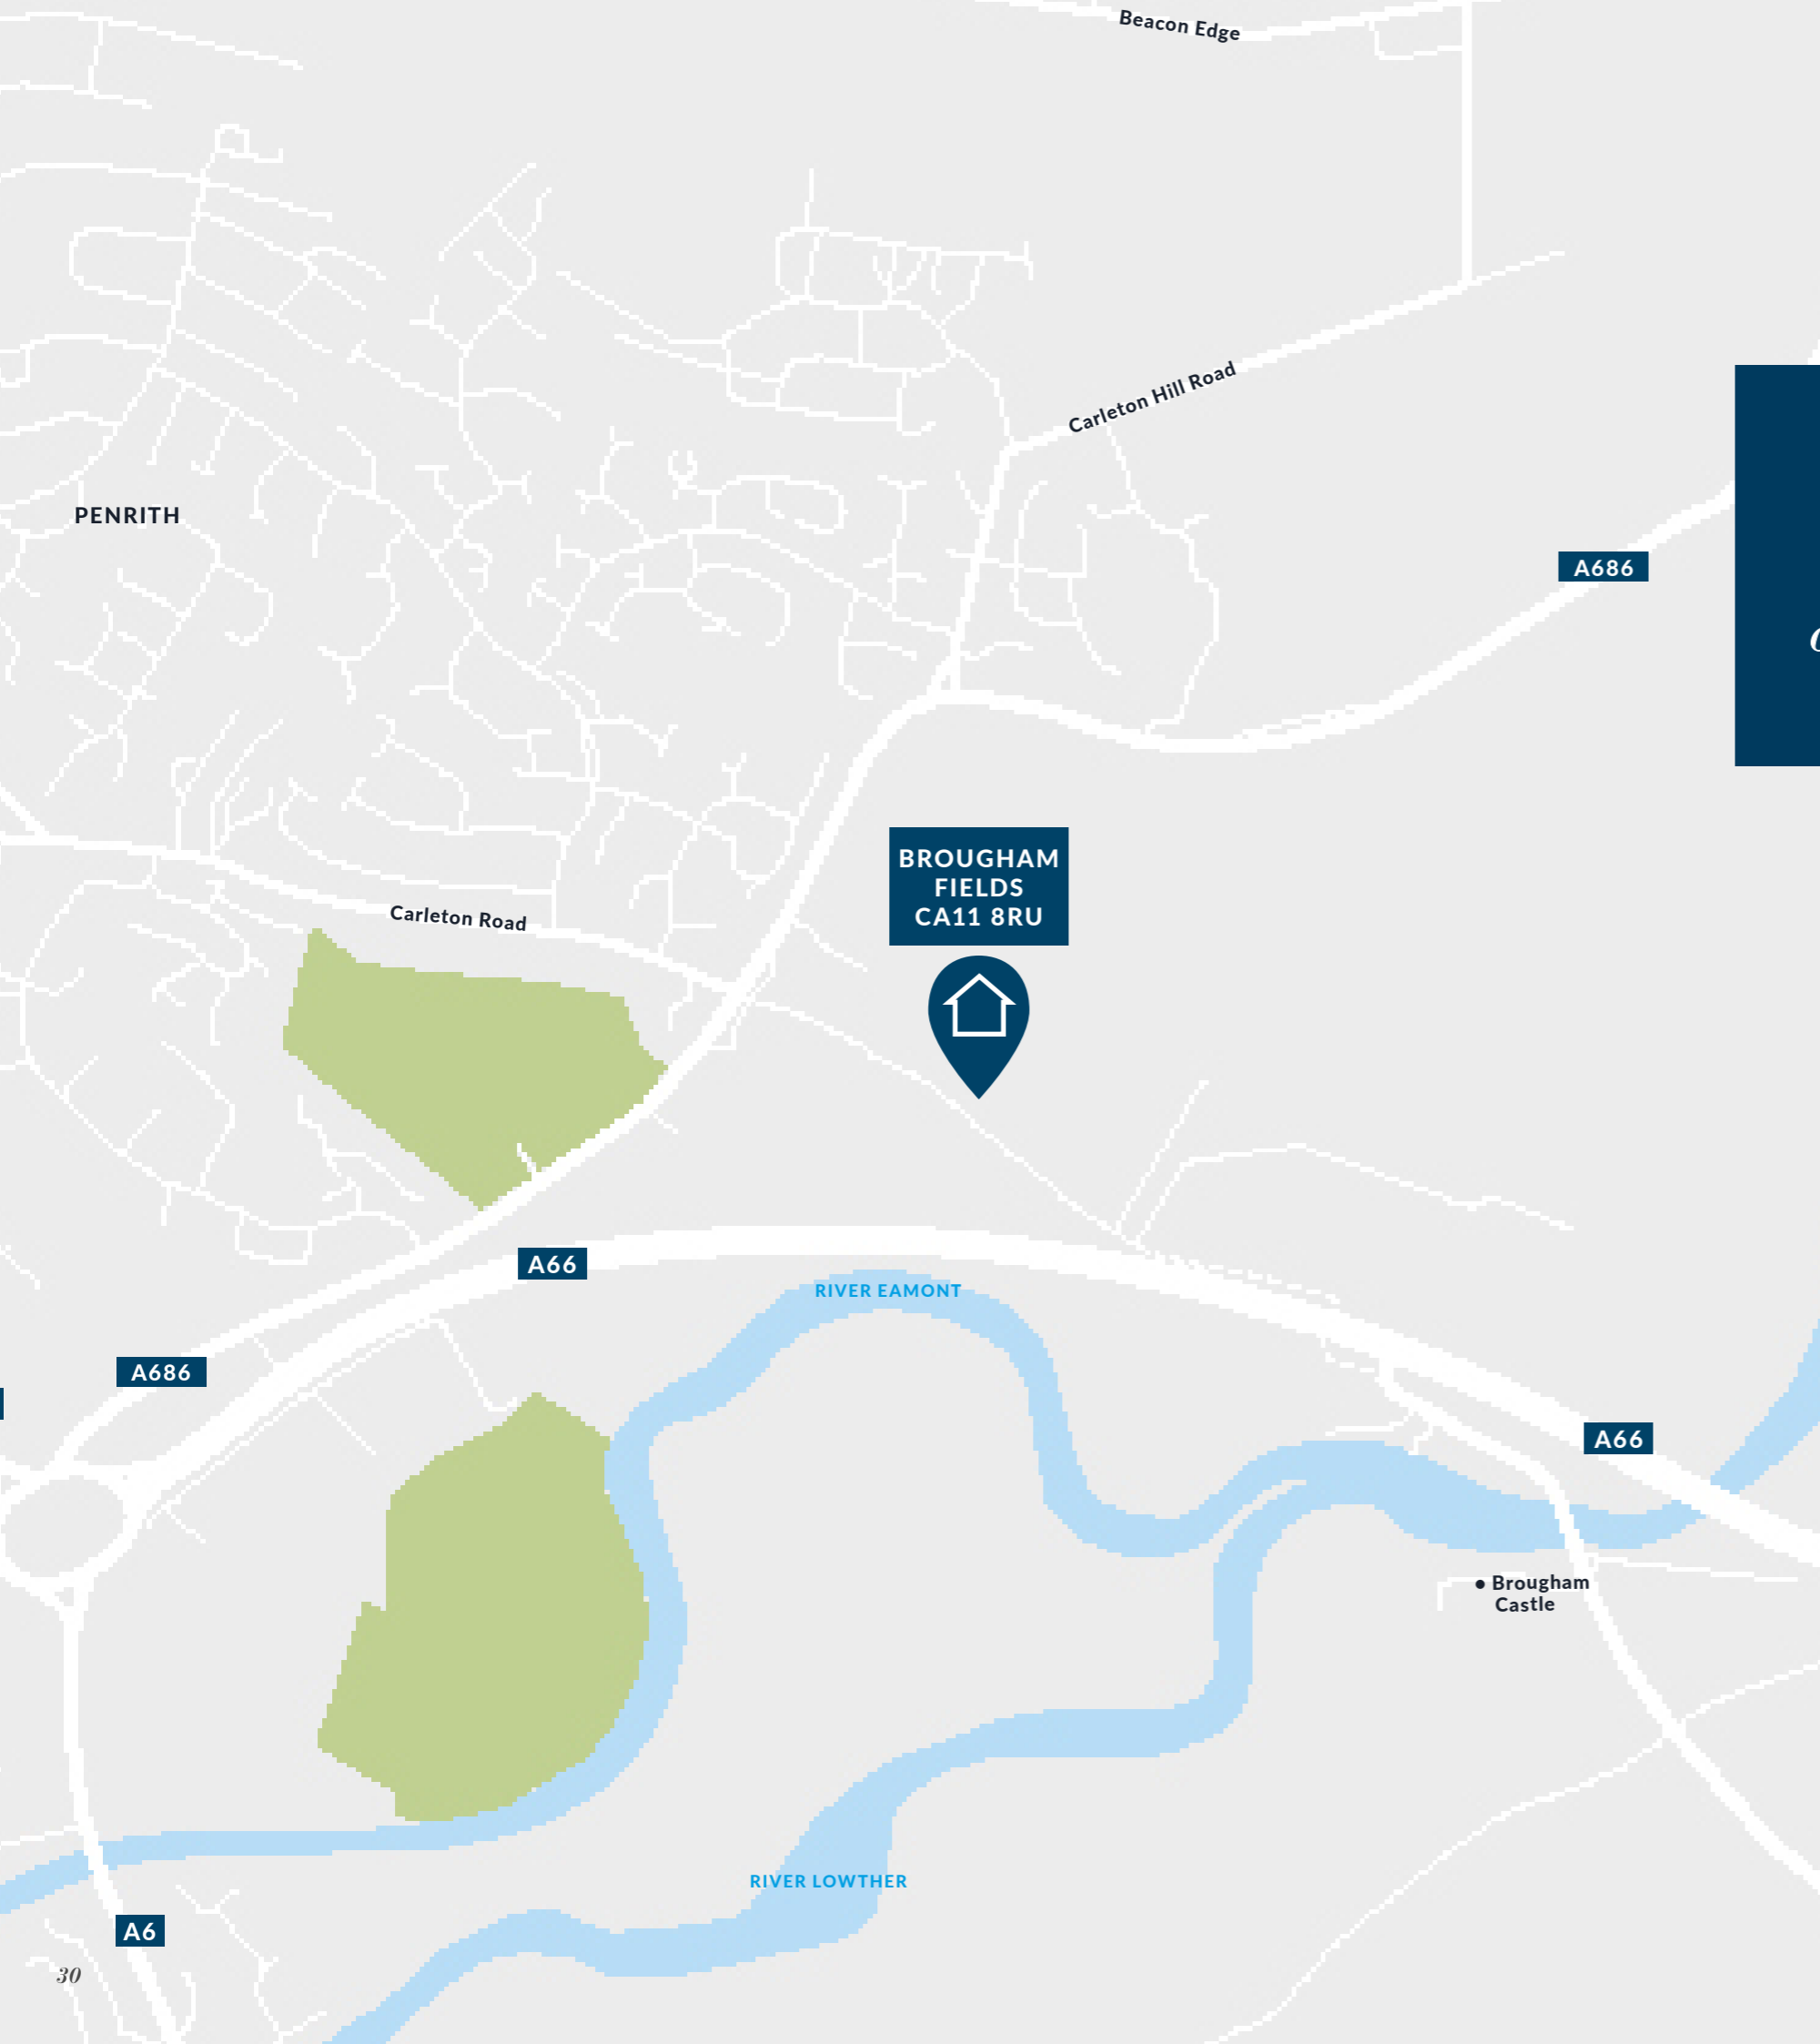 Beacon Edge
Carleton Hill Road
PENRITH
A686
BROUGHAM
FIELDS
CA11 8RU
Carleton Road
A66
RIVER EAMONT
A686
A66
Brougham
Castle
RIVER LOWTHER
A6
30